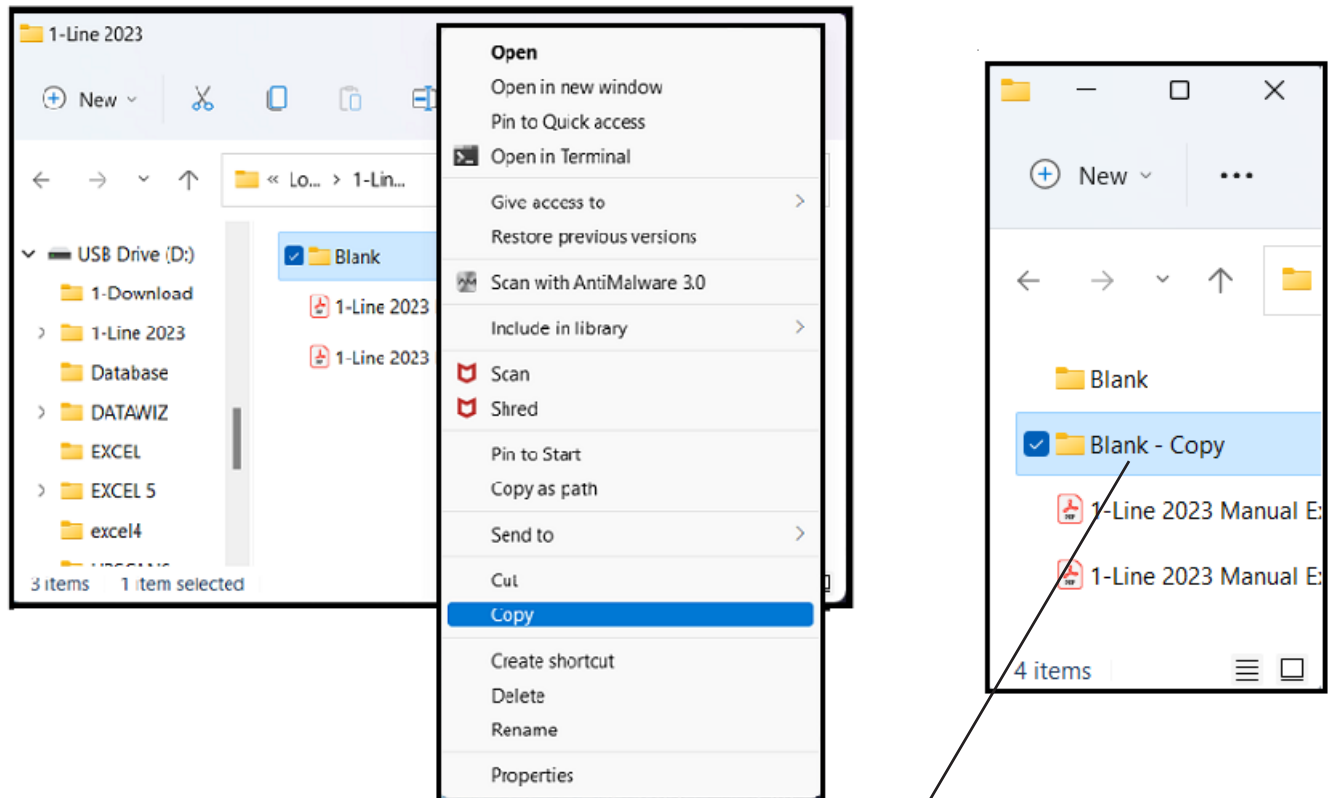 1-Line 2023
New
« Lo... > 1-Lin...
USB Drive (D:)
1-Download
1-Line 2023
Database
DATAWIZ
EXCEL
EXCEL 5
excel4
Blank
1-Line 2023
1-Line 2023
3 items 1 item selected
Open
Open in new window
Pin to Quick access
Open in Terminal
Give access to
Restore previous versions
Scan with AntiMalware 3.0
Include in library
Scan
Shred
Pin to Start
Copy as path
Send to
Cut
Copy
Create shortcut
Delete
Rename
Properties
New
Blank
Blank - Copy
1-Line 2023 Manual
1-Line 2023 Manual
4 items